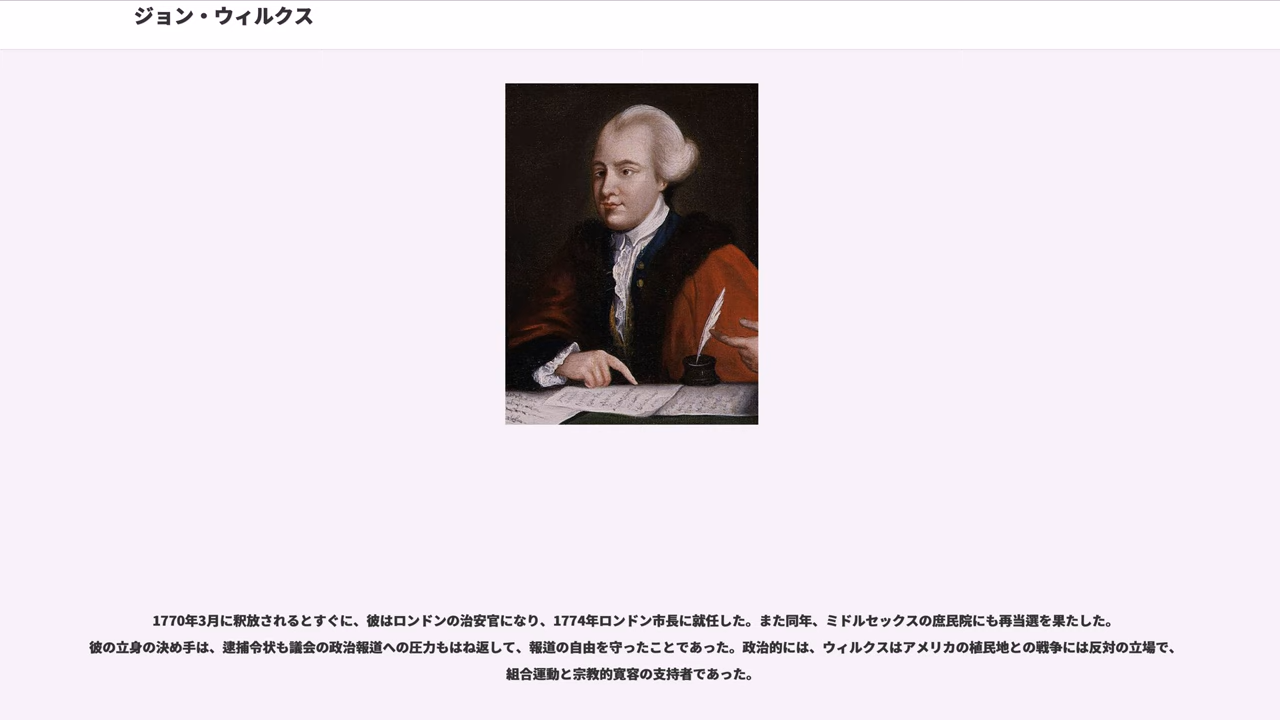 ジョン・ウィルクス
1770年3月に釈放されるとすぐに、彼はロンドンの治安官になり、1774年ロンドン市長に就任した。また同年、ミドルセックスの庶民院にも再当選を果たした。
彼の立身の決め手は、逮捕令状も議会の政治報道への圧力もはね返して、報道の自由を守ったことであった。政治的には、ウィルクスはアメリカの植民地との戦争には反対の立場で、
組合運動と宗教的寛容の支持者であった。